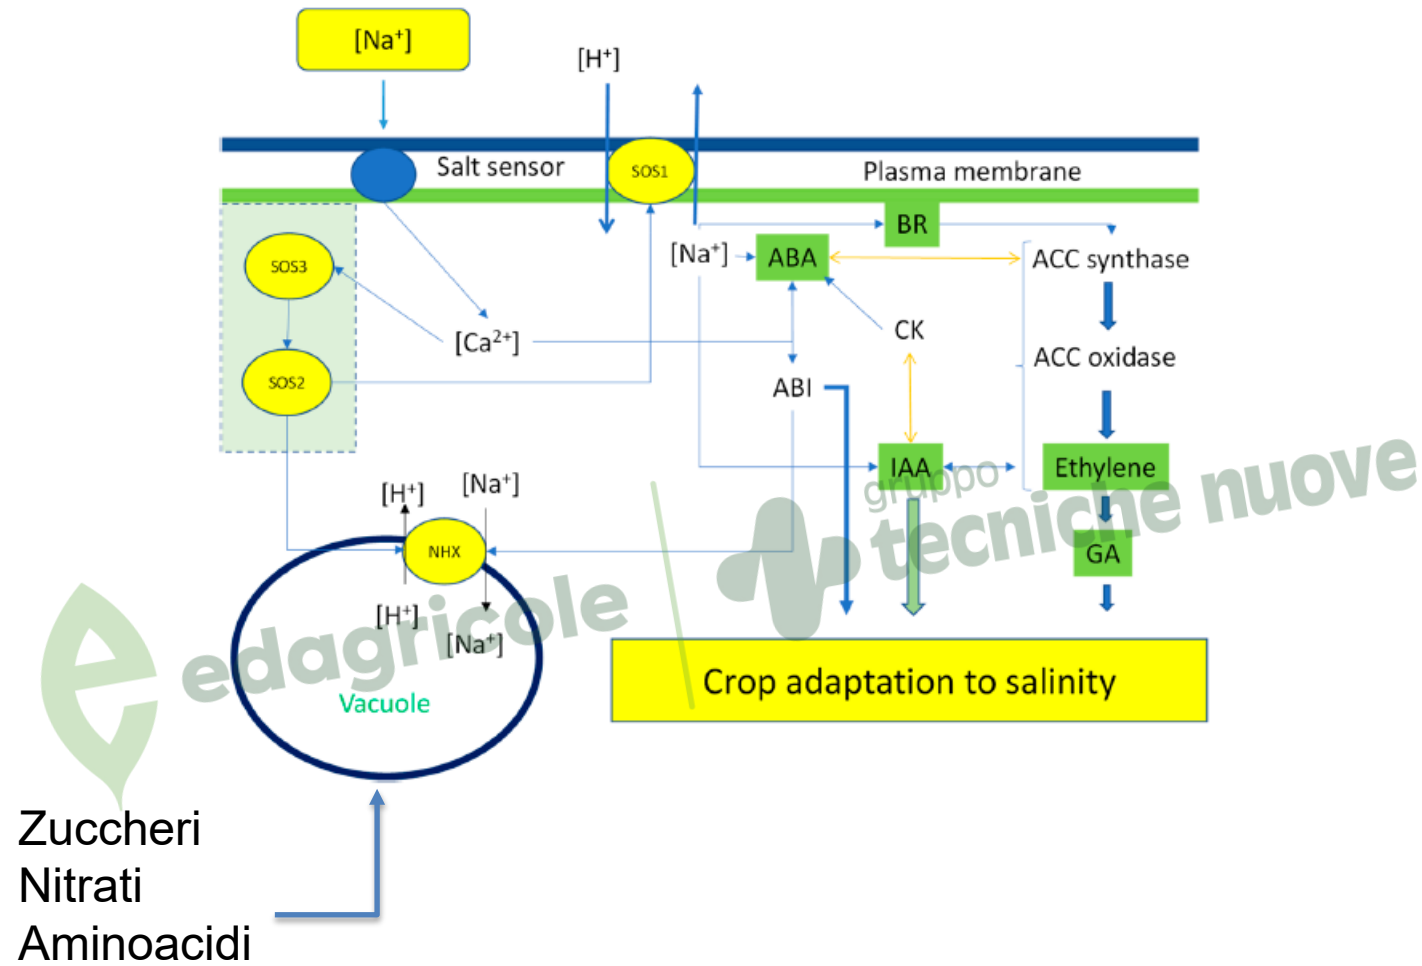 [Na⁺]
[H⁺]
Salt sensor
SOS1
Plasma membrane
BR
[Na⁺]
ABA
ACC synthase
SOS3
CK
[Ca²⁺]
ACC oxidase
SOS2
ABI
IAA
Ethylene
[H⁺]
[Na⁺]
NHX
GA
[H⁺]
[Na⁺]
Vacuole
Crop adaptation to salinity
edagricole
gruppo
tecniche nuove
Zuccheri
Nitrati
Aminoacidi